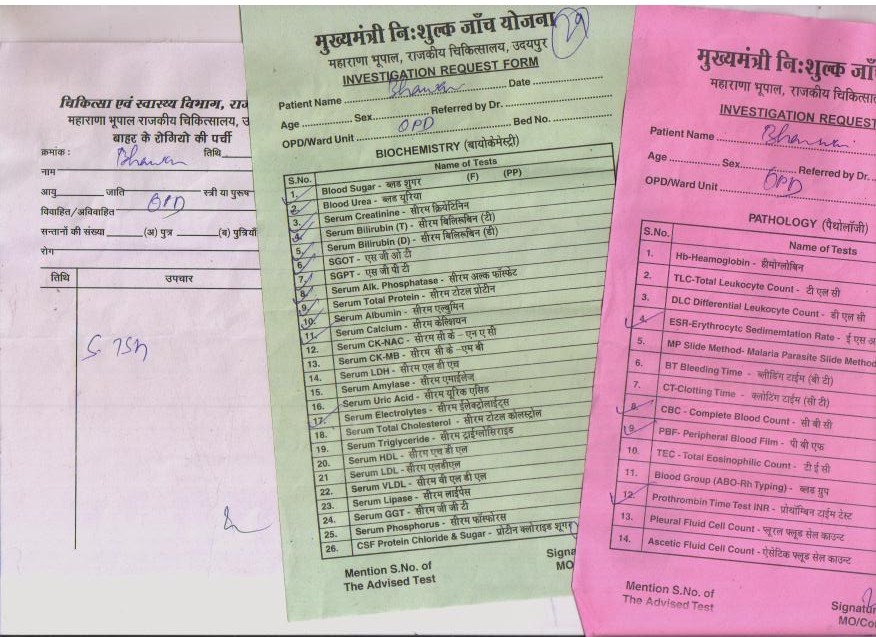 चिकित्सा एवं स्वास्थ्य विभाग, राज
महाराणा भूपाल राजकीय चिकित्सालय, उ
बाहर के रोगियो की पर्ची
क्रमांक : तिथि
नाम
आयु जाति स्त्री या पुरूष
विवाहित/अविवाहित OPD
सन्तानों की संख्या (अ) पुत्र (ब) पुत्रियाँ
रोग
तिथि उपचार
S TSH
मुख्यमंत्री निःशुल्क जाँच योजना
महाराणा भूपाल, राजकीय चिकित्सालय, उदयपुर
INVESTIGATION REQUEST FORM
Patient Name Date
Age Sex Referred by Dr.
OPD/Ward Unit OPD Bed No.
BIOCHEMISTRY (बायोकेमेस्ट्री)
S.No. Name of Tests
1. Blood Sugar - ब्लड शुगर (F) (PP)
2. Blood Urea - ब्लड यूरिया
3. Serum Creatinine - सीरम क्रियेटिनिन
4. Serum Bilirubin (T) - सीरम बिलिरूबिन (टी)
5. Serum Bilirubin (D) - सीरम बिलिरूबिन (डी)
6. SGOT - एस जी ओ टी
7. SGPT - एस जी पी टी
8. Serum Alk. Phosphatase - सीरम अल्क फॉस्फेट
9. Serum Total Protein - सीरम टोटल प्रोटीन
10. Serum Albumin - सीरम एल्बुमिन
11. Serum Calcium - सीरम केल्शियन
12. Serum CK-NAC - सीरम सी के - एन ए सी
13. Serum CK-MB - सीरम सी के -एम बी
14. Serum LDH - सीरम एल डी एच
15. Serum Amylase - सीरम एमाईलेज
16. Serum Uric Acid - सीरम यूरिक एसिड
17. Serum Electrolytes - सीरम ईलेक्ट्रोलाईट्स
18. Serum Total Cholesterol - सीरम टोटल कोलस्ट्रोल
19. Serum Triglyceride - सीरम ट्राईग्लोसिराइड
20. Serum HDL - सीरम एच डी एल
21. Serum LDL - सीरम एलडीएल
22. Serum VLDL - सीरम वी एल डी एल
23. Serum Lipase - सीरम लाईपेस
24. Serum GGT - सीरम जी जी टी
25. Serum Phosphorus - सीरम फॉस्फोरस
26. CSF Protein Chloride & Sugar - प्रोटीन क्लोराइड शुगर
Mention S.No. of Signa
The Advised Test MO/
मुख्यमंत्री निःशुल्क जाँ
महाराणा भूपाल, राजकीय चिकित्सा
INVESTIGATION REQUEST
Patient Name
Age Sex Referred by Dr.
OPD/Ward Unit OPD
PATHOLOGY (पैथोलॉजी)
S.No. Name of Tests
1. Hb-Heamoglobin - हीमोग्लोबिन
2. TLC-Total Leukocyte Count - टी एल सी
3. DLC Differential Leukocyte Count - डी एल सी
4. ESR-Erythrocytc Sedimemtation Rate - ई एस अ
5. MP Slide Method- Malaria Parasite Slide Method
6. BT Bleeding Time - ब्लीडिंग टाईम (बी टी)
7. CT-Clotting Time - क्लोटिंग टाईम (सी टी)
8. CBC - Complete Blood Count - सी बी सी
9. PBF- Peripheral Blood Film - पी बी एफ
10. TEC - Total Eosinophilic Count - टी ई सी
11. Blood Group (ABO-Rh Typing) - ब्लड ग्रुप
12. Prothrombin Time Test INR - प्रोथ्रॉम्बिन टाईम टेस्ट
13. Pleural Fluid Cell Count - प्लूरल फ्लूड सेल काउन्ट
14. Ascetic Fluid Cell Count - ऐसेटिक फ्लूड सेल काउन्ट
Mention S.No. of
The Advised Test
Signatur
MO/Con